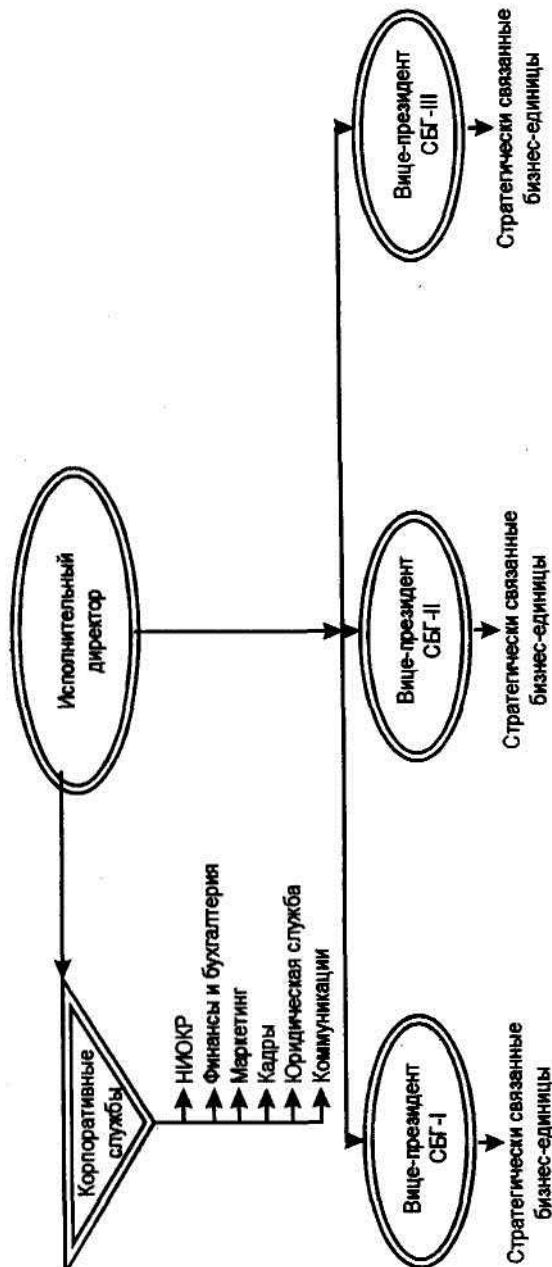 Исполнительный
директор
Корпоративные
службы
НИОКР
Финансы и бухгалтерия
Маркетинг
Кадры
Юридическая служба
Коммуникации
Вице-президент
СБГ-I
Вице-президент
СБГ-II
Вице-президент
СБГ-III
Стратегически связанные
бизнес-единицы
Стратегически связанные
бизнес-единицы
Стратегически связанные
бизнес-единицы